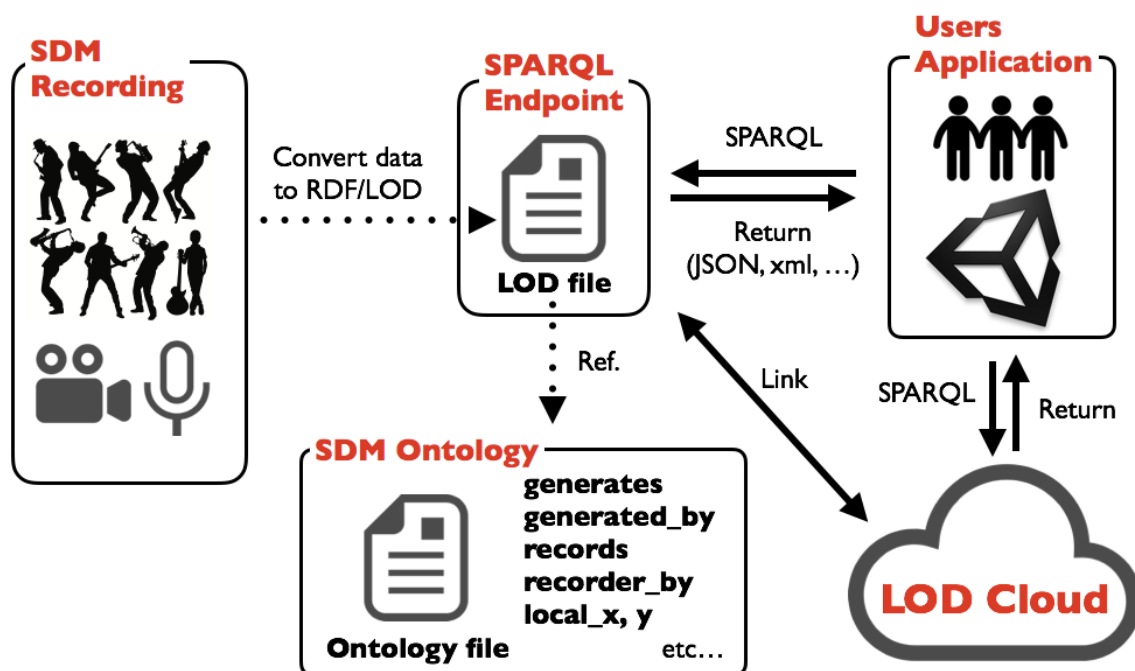 SDM
Recording
Convert data
to RDF/LOD
SPARQL
Endpoint
LOD file
SPARQL
Return
(JSON, xml, …)
Users
Application
Ref.
Link
SPARQL
Return
SDM Ontology
generates
generated_by
records
recorder_by
local_x, y
etc…
Ontology file
LOD Cloud